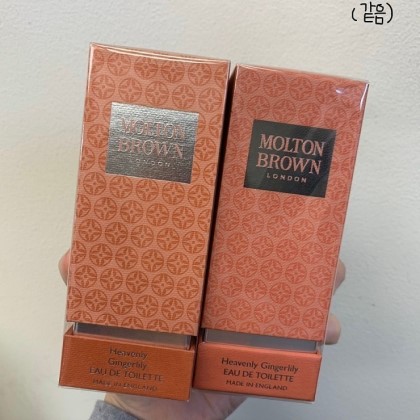 (같음)
MOLTON
BROWN
LONDON
Heavenly
Gingerlily
EAU DE TOILETTE
MADE IN ENGLAND
MOLTON
BROWN
LONDON
Heavenly Gingerlily
EAU DE TOILETTE
MADE IN ENGLAND